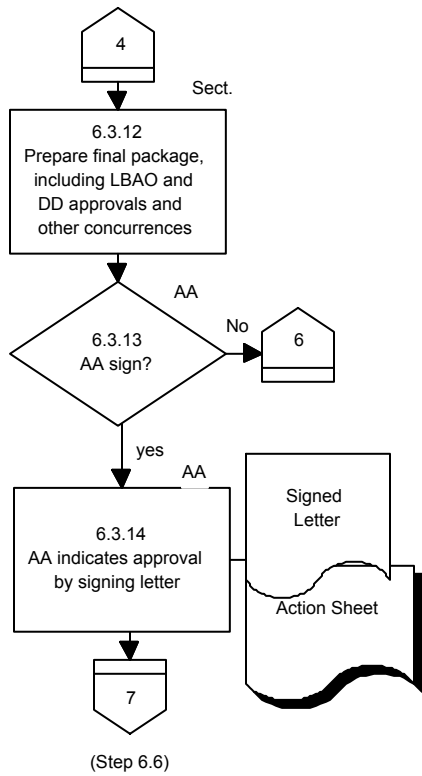 4
Sect.
6.3.12
Prepare final package,
including LBAO and
DD approvals and
other concurrences
AA
6.3.13
AA sign?
No
6
yes
AA
6.3.14
AA indicates approval
by signing letter
Signed
Letter
Action Sheet
7
(Step 6.6)